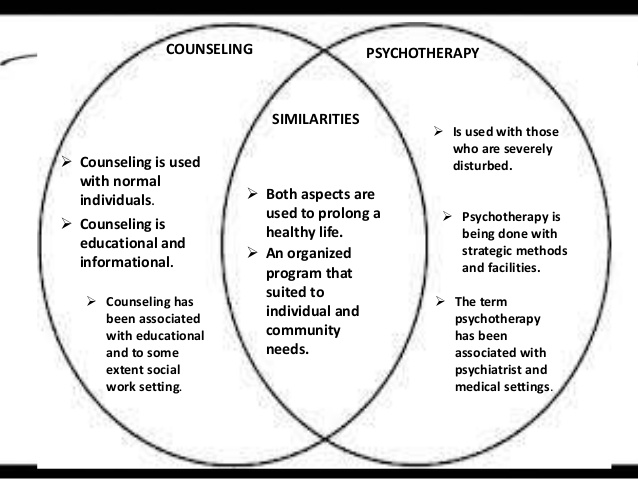 COUNSELING
➢ Counseling is used
with normal
individuals.
➢ Counseling is
educational and
informational.
➢ Counseling has
been associated
with educational
and to some
extent social
work setting.
SIMILARITIES
➢ Both aspects are
used to prolong a
healthy life.
➢ An organized
program that
suited to
individual and
community
needs.
PSYCHOTHERAPY
➢ Is used with those
who are severely
disturbed.
➢ Psychotherapy is
being done with
strategic methods
and facilities.
➢ The term
psychotherapy
has been
associated with
psychiatrist and
medical settings.